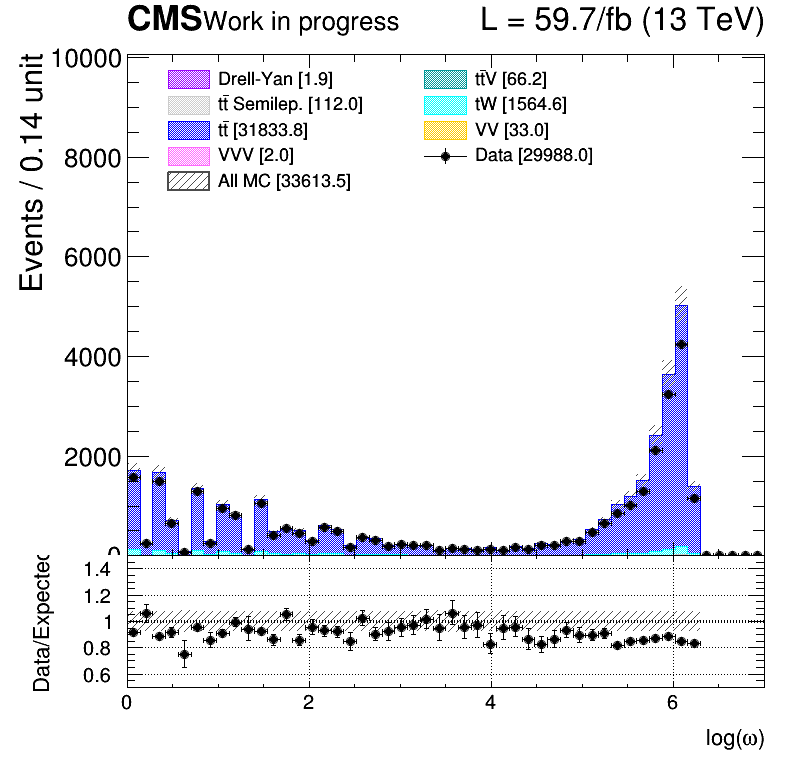 CMS Work in progress L = 59.7/fb (13 TeV)
Events / 0.14 unit
10000
8000
6000
4000
2000
0
Drell-Yan [1.9]
tt̄ Semilep. [112.0]
tt̄ [31833.8]
VVV [2.0]
All MC [33613.5]
tt̄V [66.2]
tW [1564.6]
VV [33.0]
Data [29988.0]
Data/Expected
1.4
1.2
1
0.8
0.6
0 2 4 6
log(ω)